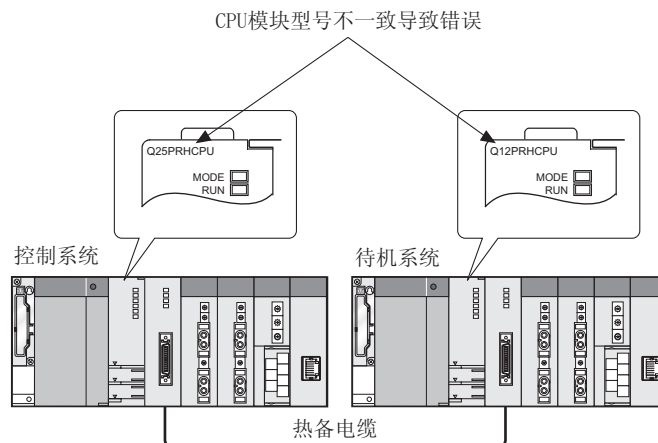 CPU模块型号不一致导致错误
Q25PRHCPU
MODE
RUN
Q12PRHCPU
MODE
RUN
控制系统
待机系统
热备电缆